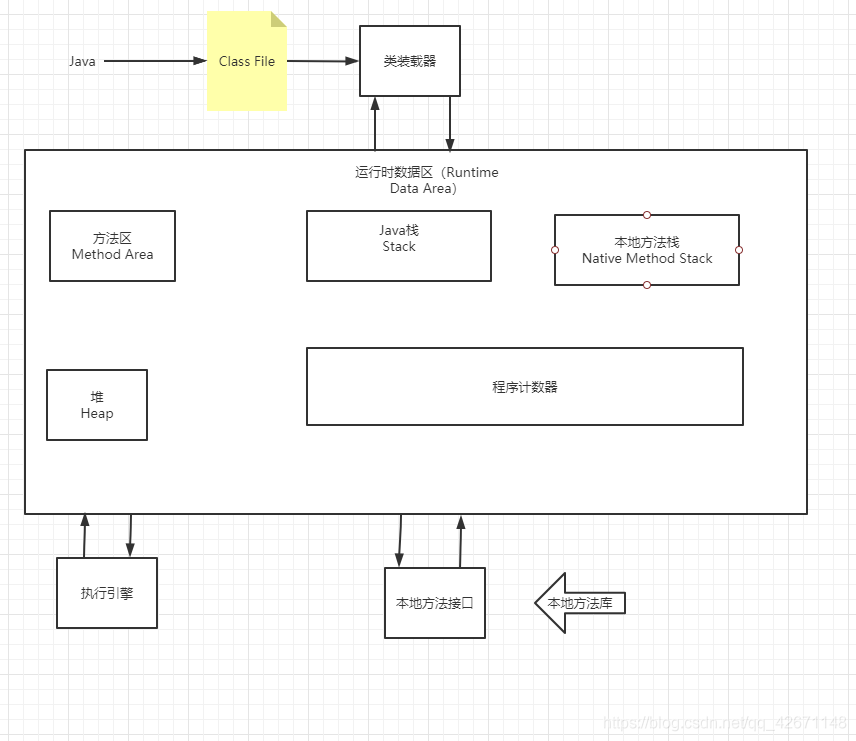 Java
Class File
类装载器
运行时数据区（Runtime
Data Area）
方法区
Method Area
Java栈
Stack
本地方法栈
Native Method Stack
堆
Heap
程序计数器
执行引擎
本地方法接口
本地方法库
https://blog.csdn.net/qq_42671148